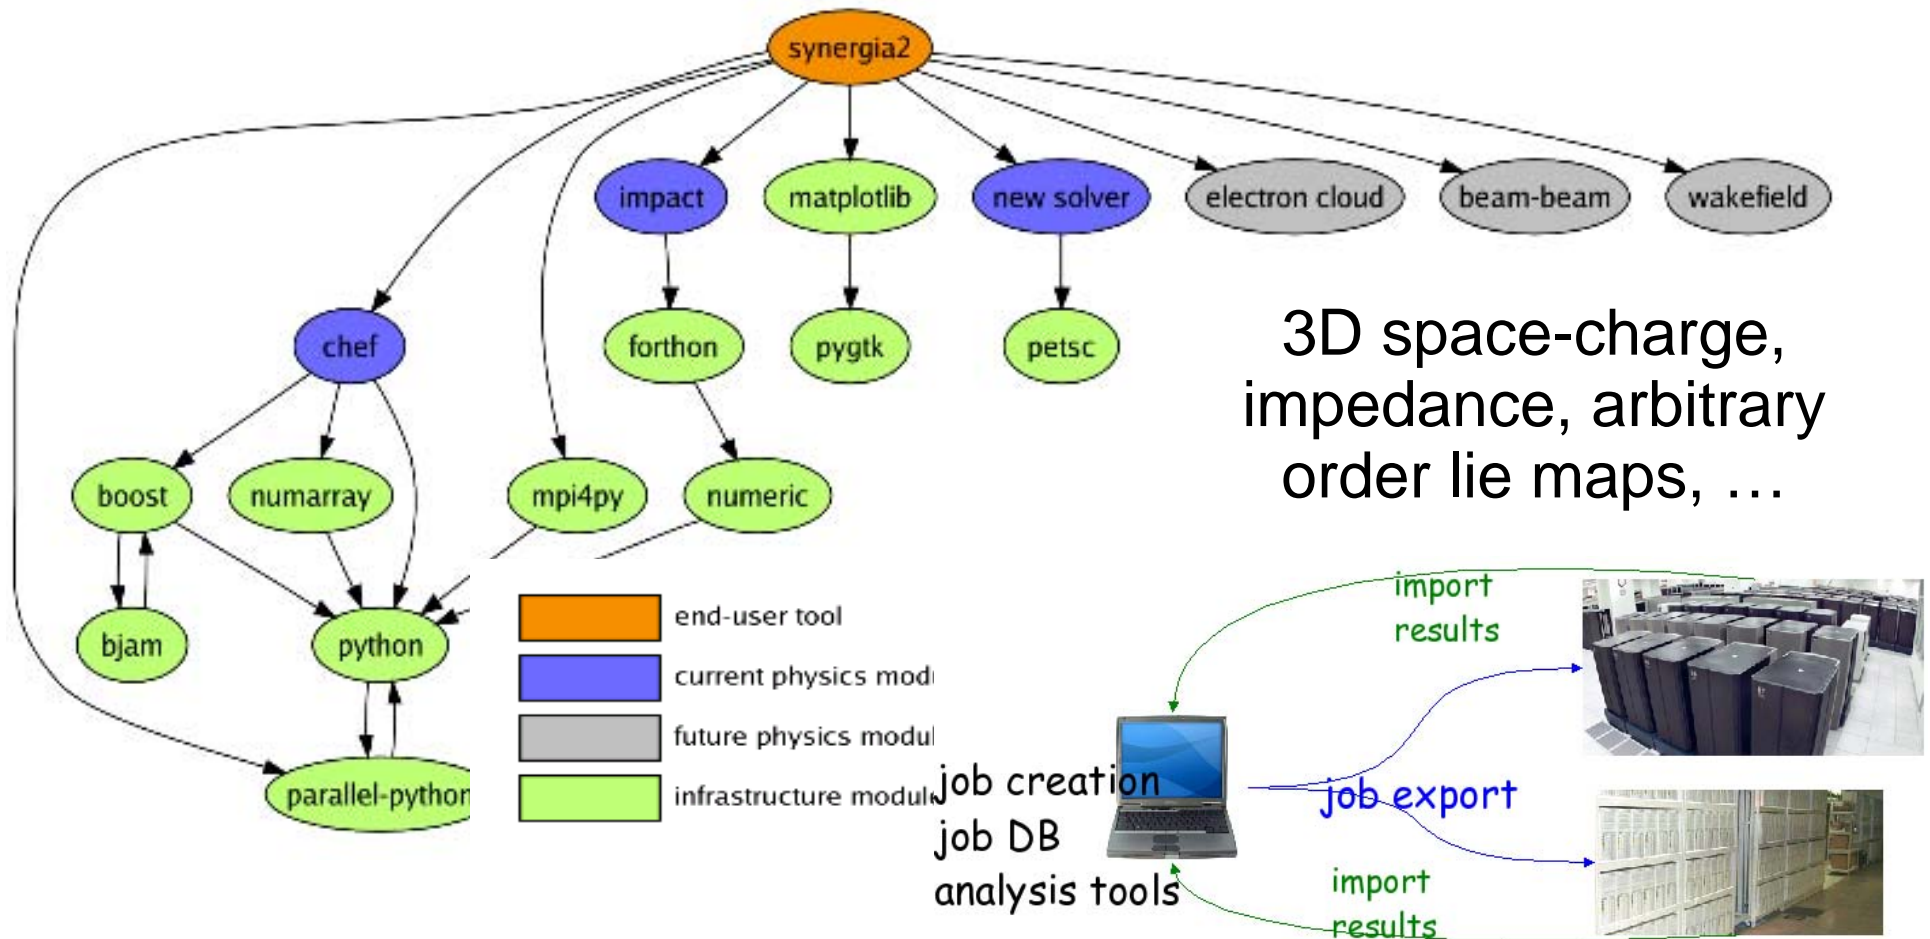 synergia2
impact
matplotlib
new solver
electron cloud
beam-beam
wakefield
chef
forthon
pygtk
petsc
3D space-charge,
impedance, arbitrary
order lie maps, …
boost
numarray
mpi4py
numeric
bjam
python
parallel-python
end-user tool
current physics modu
future physics modul
infrastructure module
import
results
job export
job creation
job DB
analysis tools
import
results